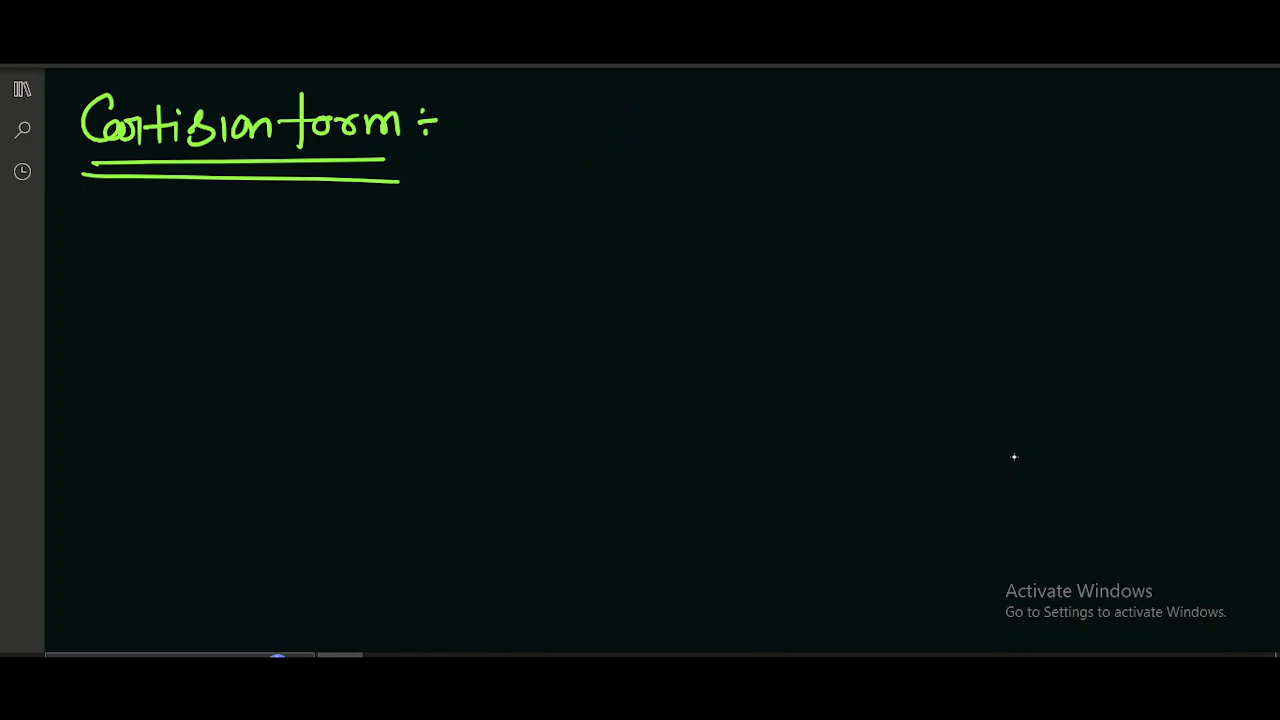 Cartision form ÷
Activate Windows
Go to Settings to activate Windows.